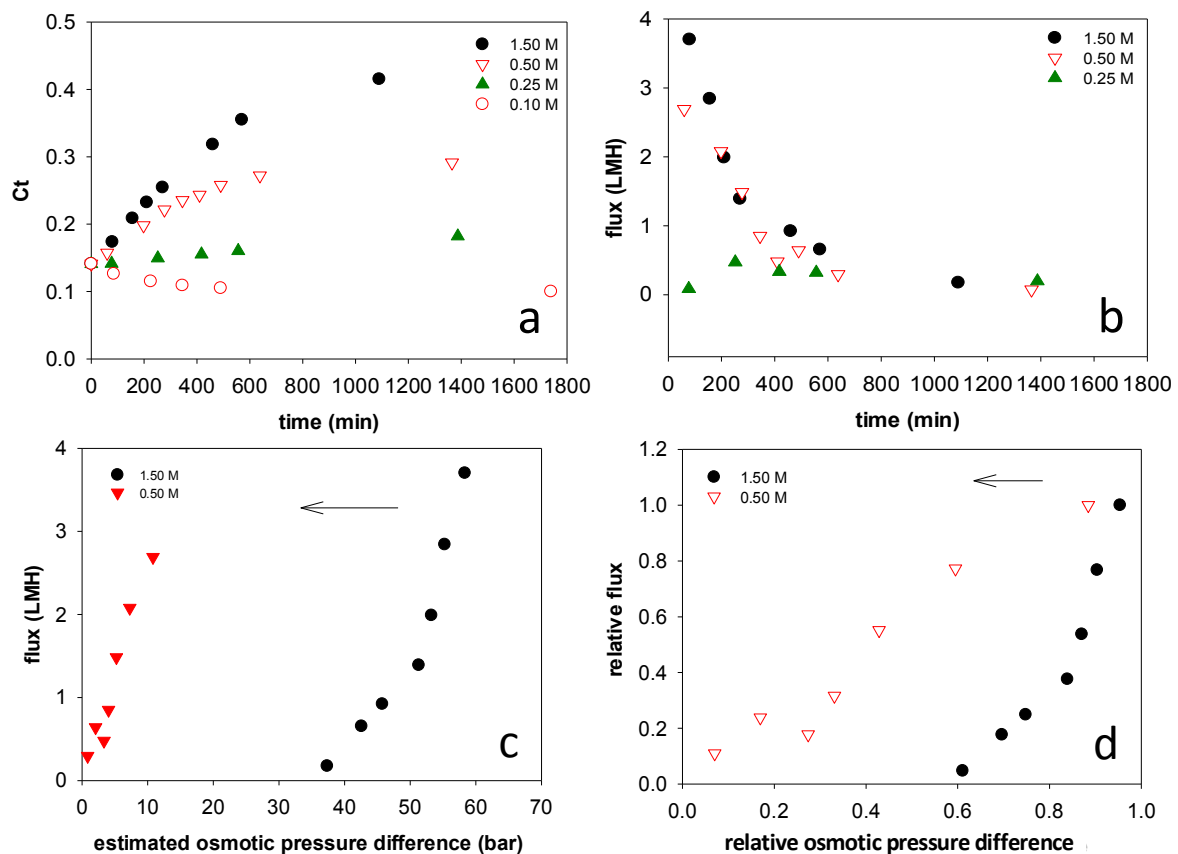 0.5
0.4
0.3
0.2
0.1
0.0
Ct
1.50 M
0.50 M
0.25 M
0.10 M
a
0 200 400 600 800 1000 1200 1400 1600 1800
time (min)
4
3
2
1
0
flux (LMH)
1.50 M
0.50 M
0.25 M
b
0 200 400 600 800 1000 1200 1400 1600 1800
time (min)
4
3
2
1
0
flux (LMH)
1.50 M
0.50 M
c
0 10 20 30 40 50 60 70
estimated osmotic pressure difference (bar)
1.2
1.0
0.8
0.6
0.4
0.2
0.0
relative flux
1.50 M
0.50 M
d
0.0 0.2 0.4 0.6 0.8 1.0
relative osmotic pressure difference